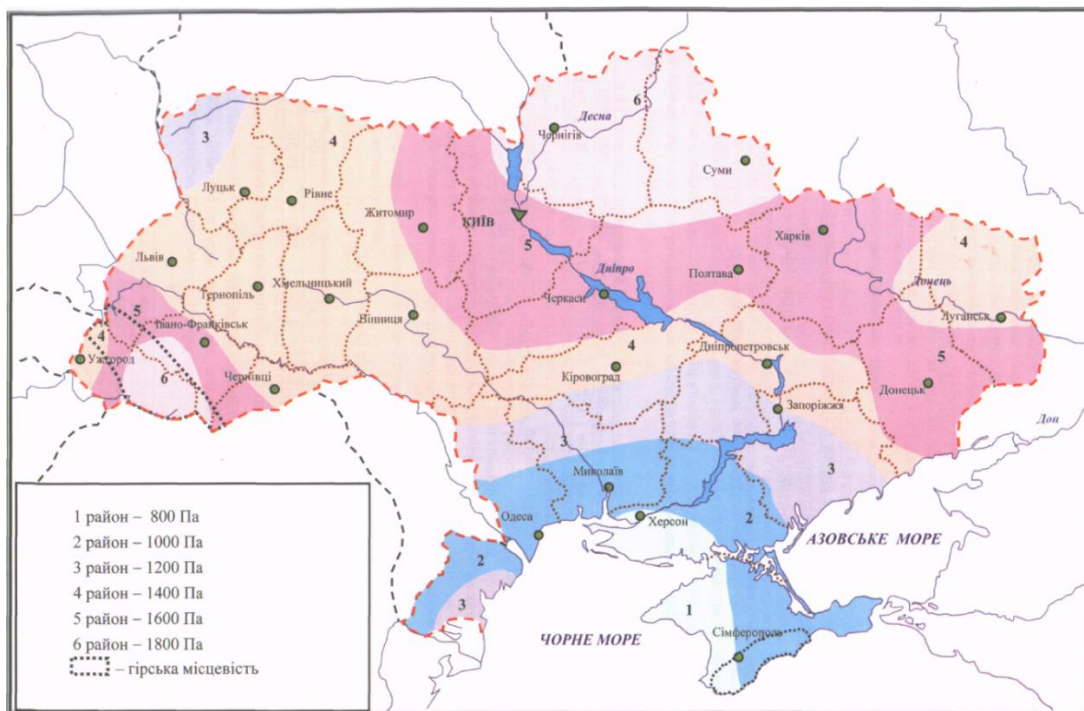 6
Десна
Чернігів
3
4
Суми
Луцьк
Рівне
Житомир
КИЇВ
Харків
5
4
Львів
Дніпро
Полтава
Донець
Тернопіль
Хмельницький
Черкаси
5
Вінниця
Луганськ
Івано-Франківськ
4
4
Дніпропетровськ
5
Ужгород
Кіровоград
6
Чернівці
Донецьк
Запоріжжя
Дон
3
3
Миколаїв
Одеса
Херсон
2
АЗОВСЬКЕ МОРЕ
2
3
1
ЧОРНЕ МОРЕ
Сімферополь
1 район – 800 Па
2 район – 1000 Па
3 район – 1200 Па
4 район – 1400 Па
5 район – 1600 Па
6 район – 1800 Па
– гірська місцевість